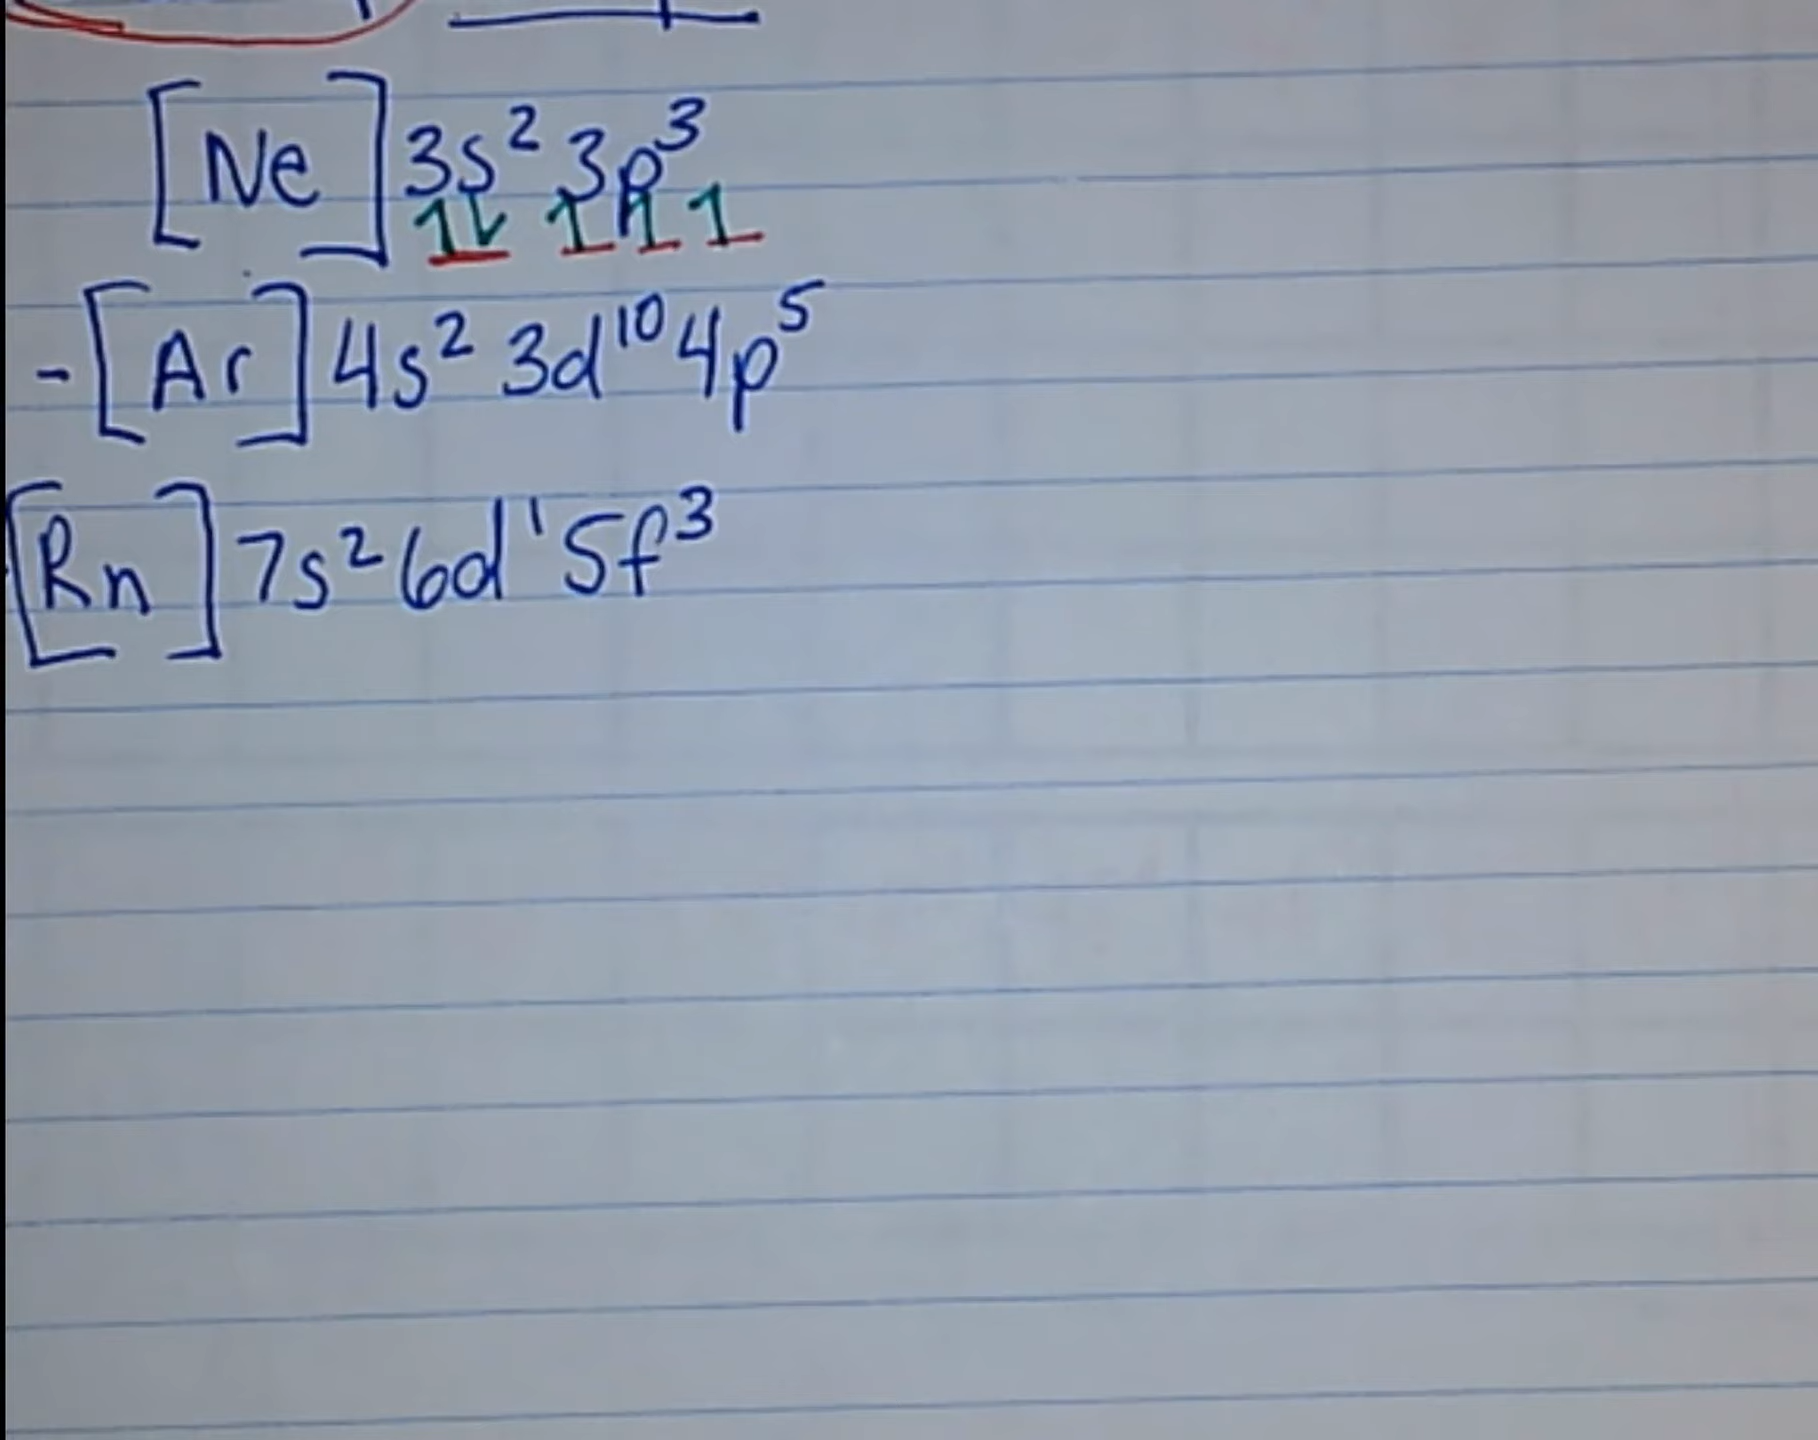 [Ne] 3s² 3p³
↑↓ ↑ ↑ ↑
- [Ar] 4s² 3d¹⁰ 4p⁵
[Rn] 7s² 6d¹ 5f³